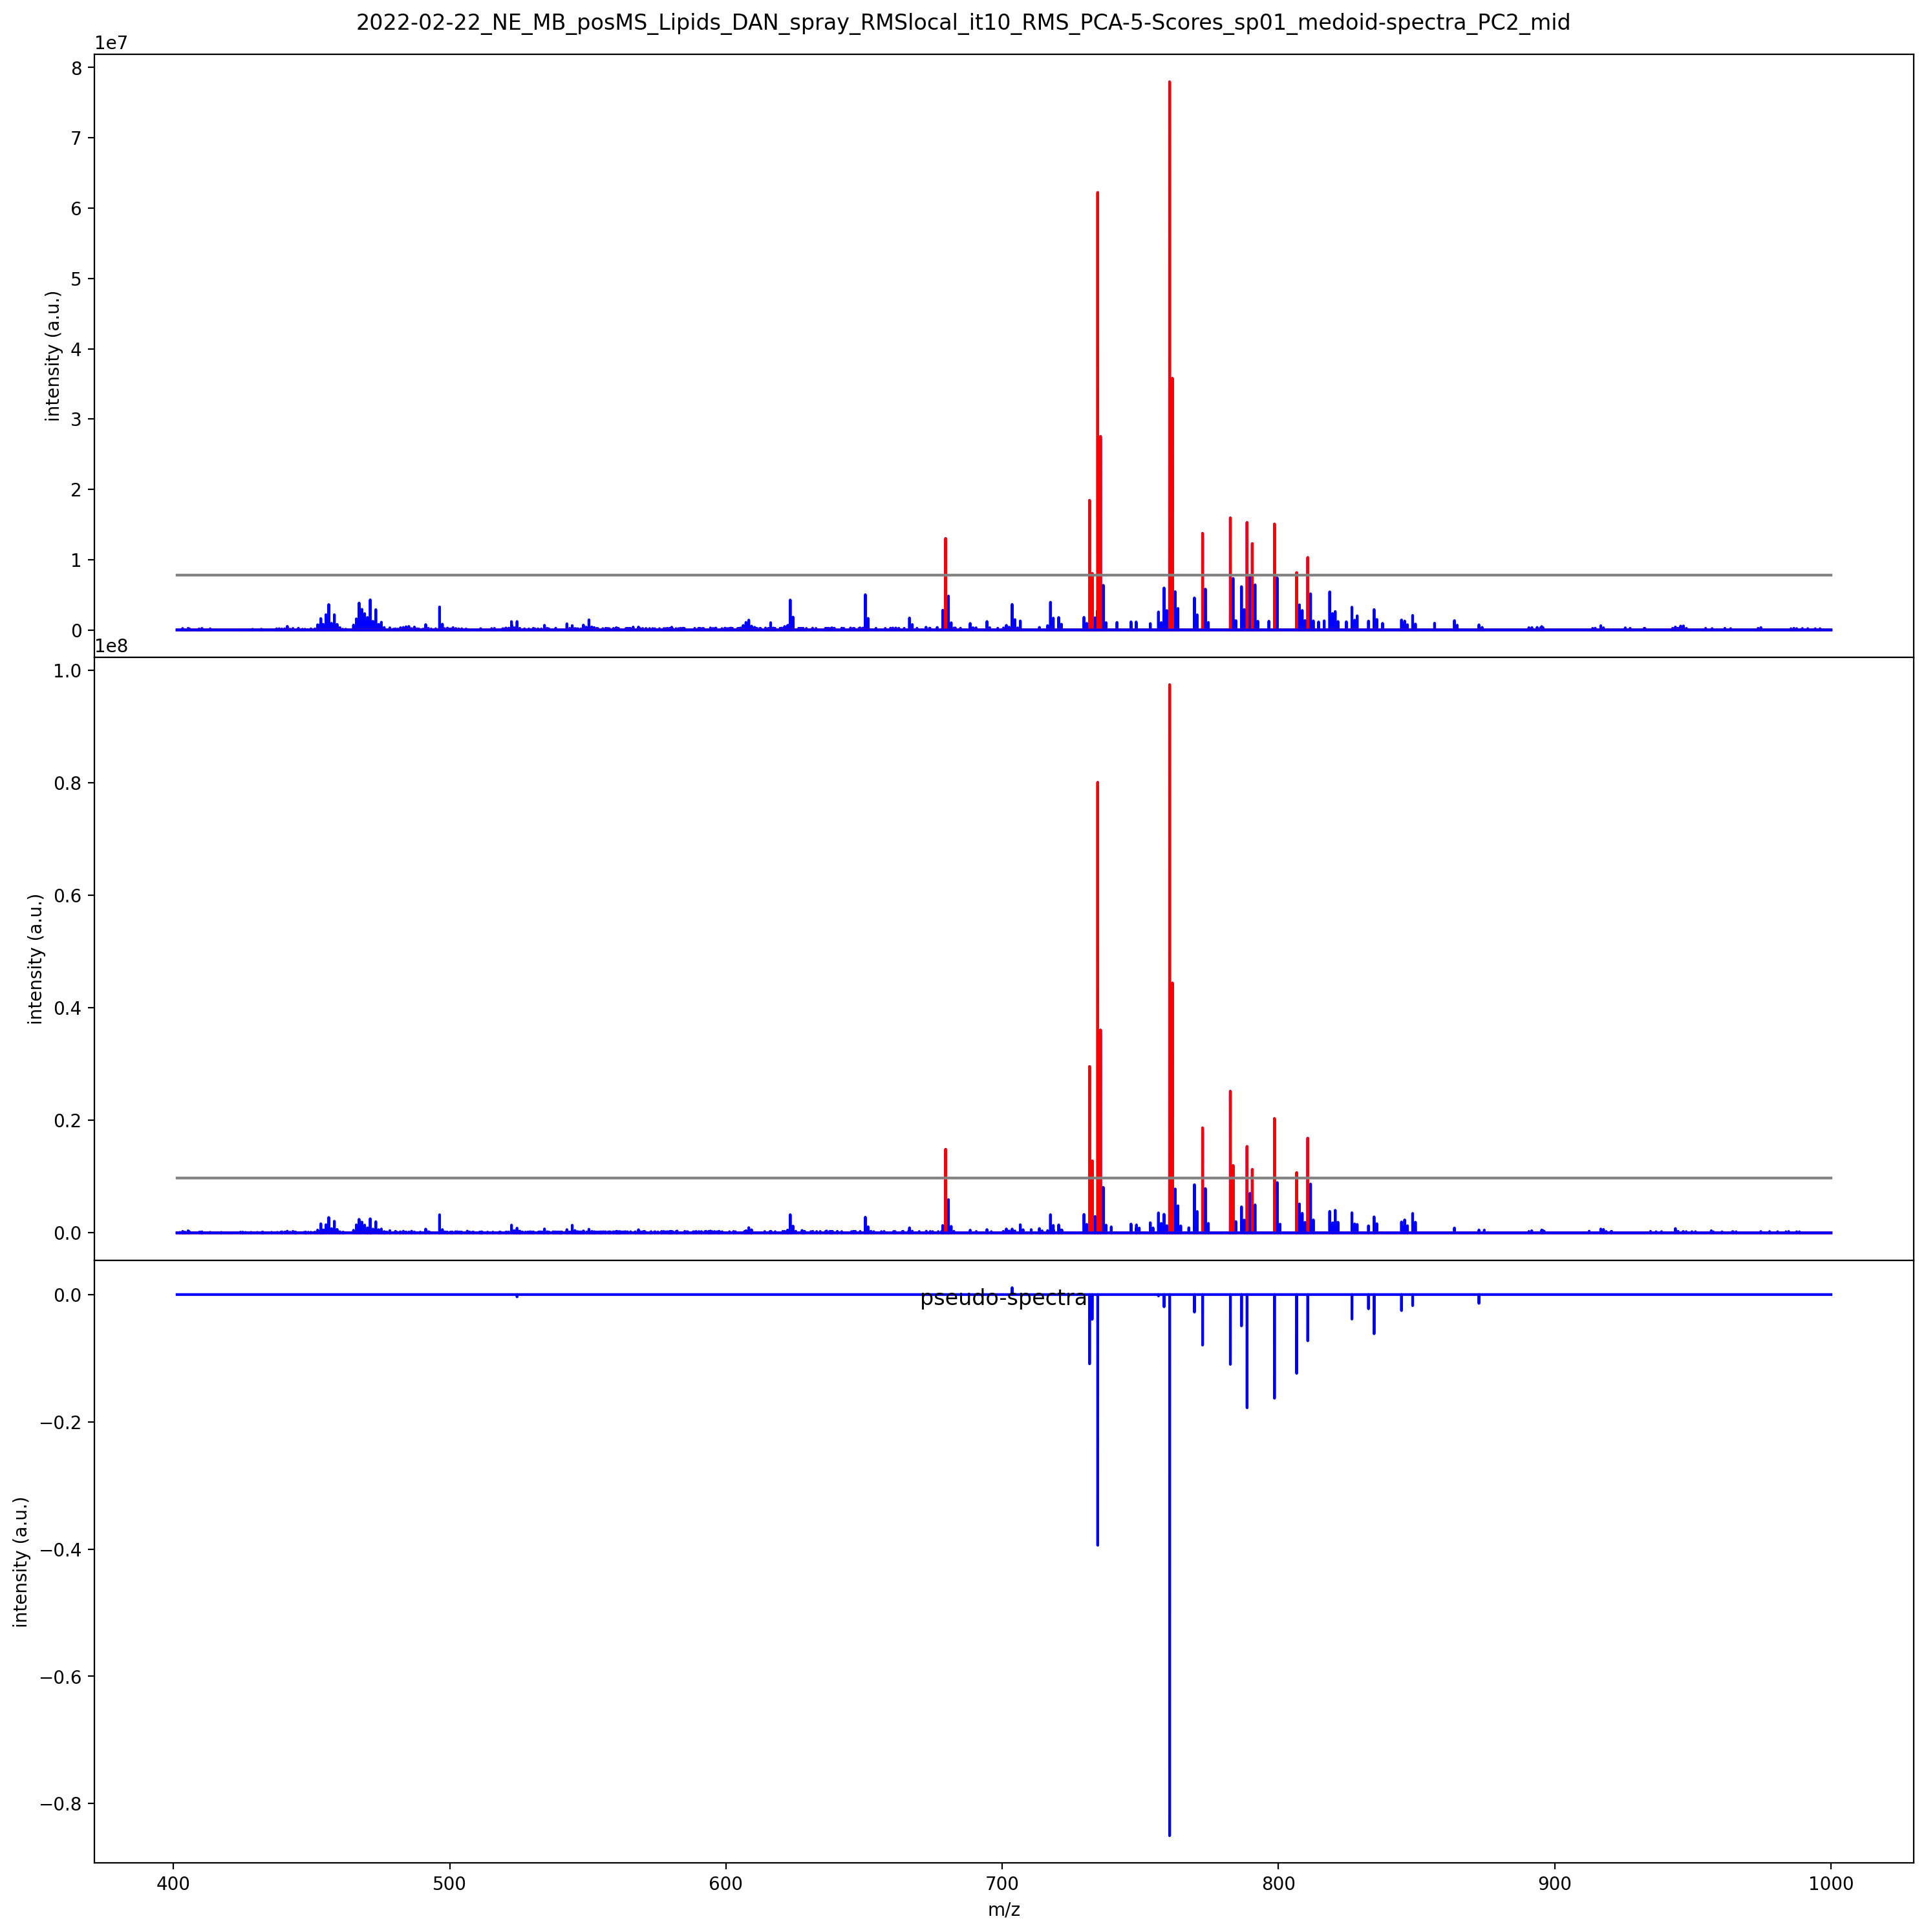 2022-02-22_NE_MB_posMS_Lipids_DAN_spray_RMSlocal_it10_RMS_PCA-5-Scores_sp01_medoid-spectra_PC2_mid
1e7
8
7
6
5
4
3
2
1
0
intensity (a.u.)
1e8
1.0
0.8
0.6
0.4
0.2
0.0
intensity (a.u.)
pseudo-spectra
0.0
−0.2
−0.4
−0.6
−0.8
intensity (a.u.)
400 500 600 700 800 900 1000
m/z